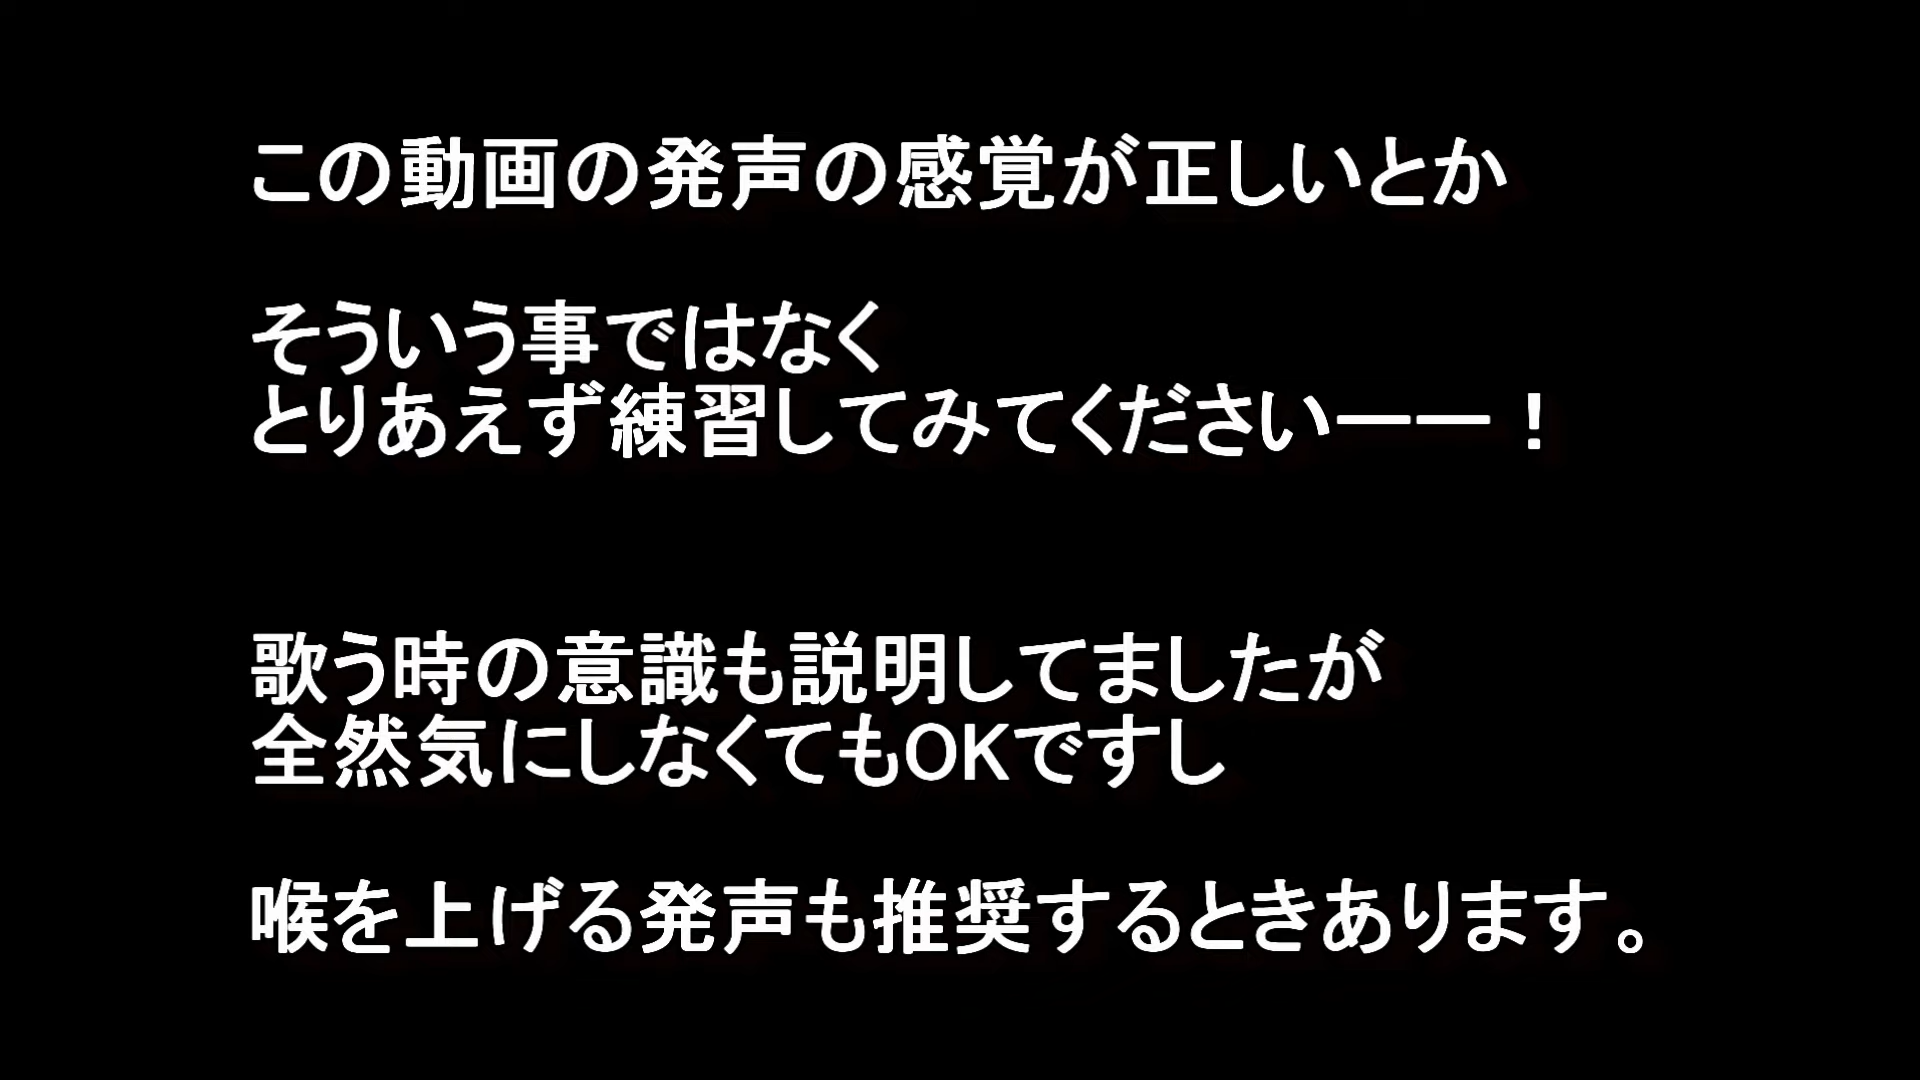 この動画の発声の感覚が正しいとか
そういう事ではなく
とりあえず練習してみてくださいーー！
歌う時の意識も説明してましたが
全然気にしなくてもOKですし
喉を上げる発声も推奨するときあります。